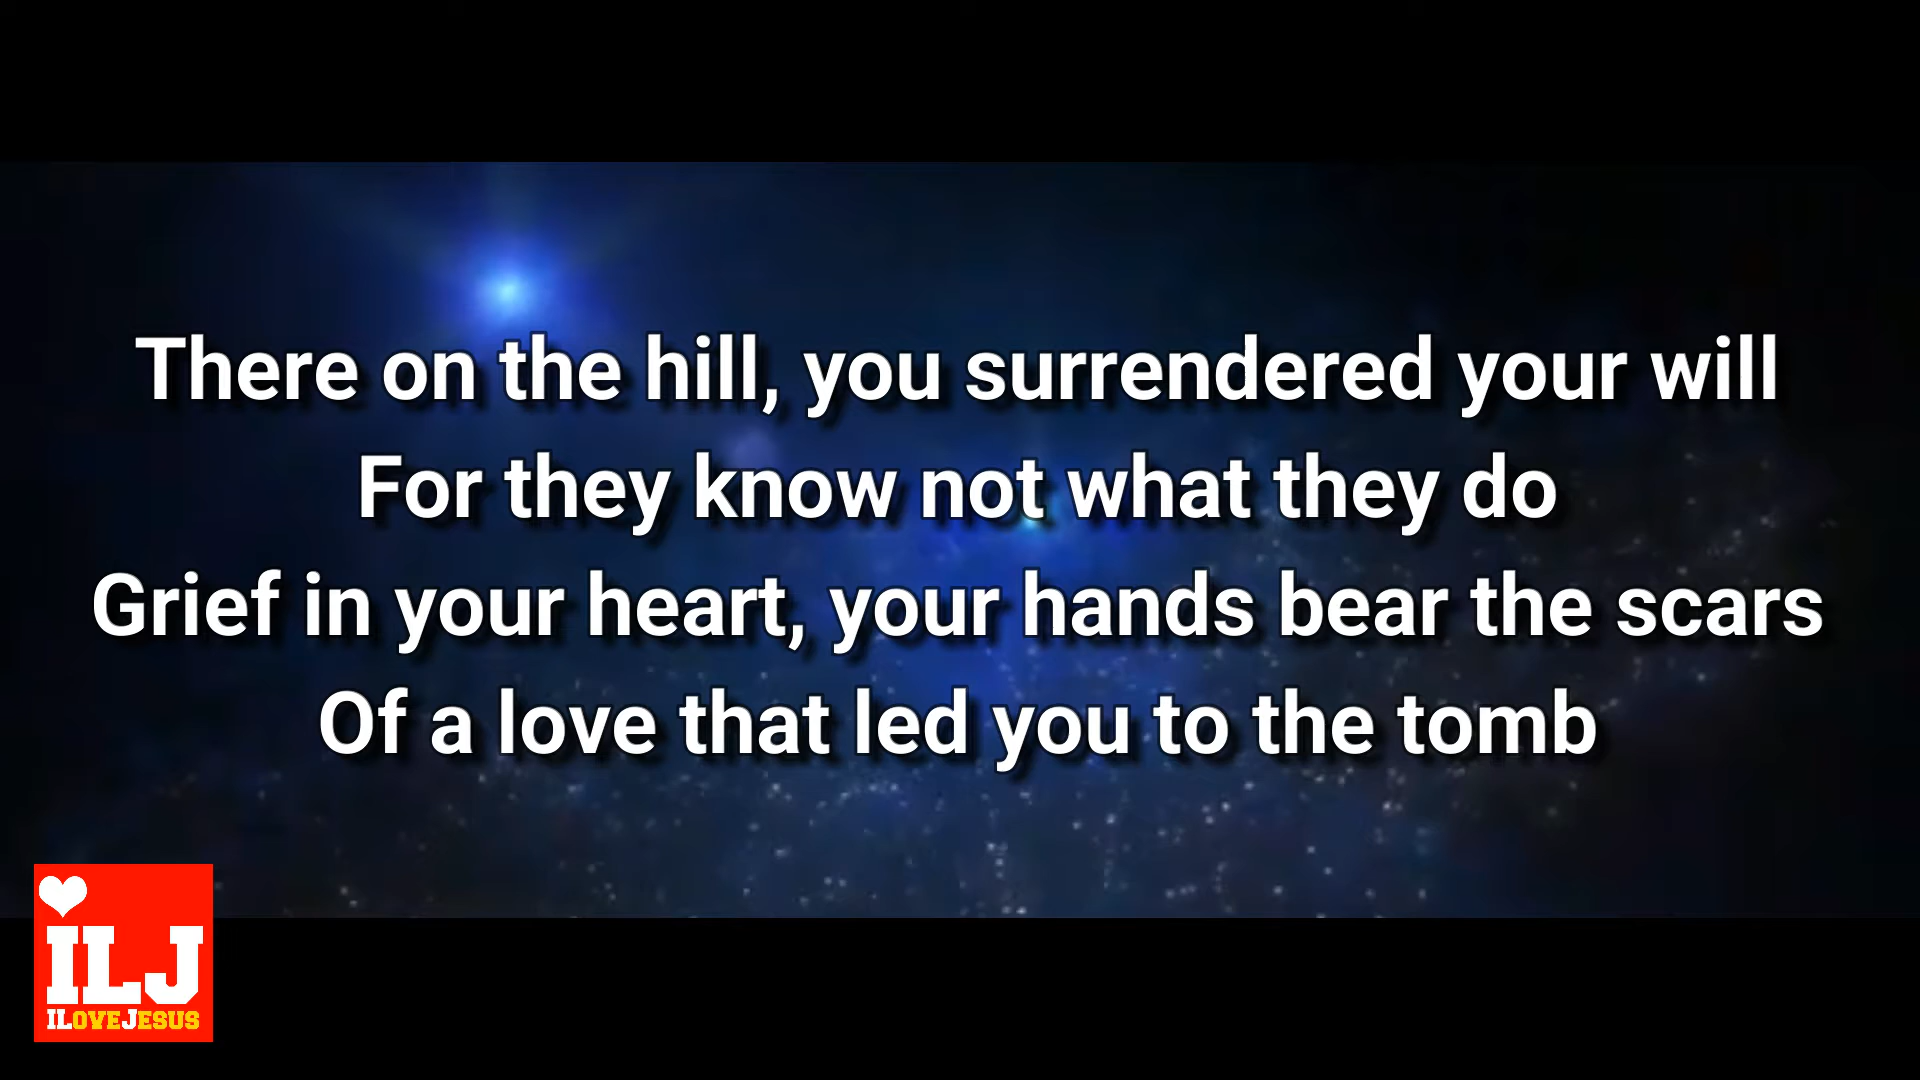 There on the hill, you surrendered your will
For they know not what they do
Grief in your heart, your hands bear the scars
Of a love that led you to the tomb
ILJ
ILOVEJESUS